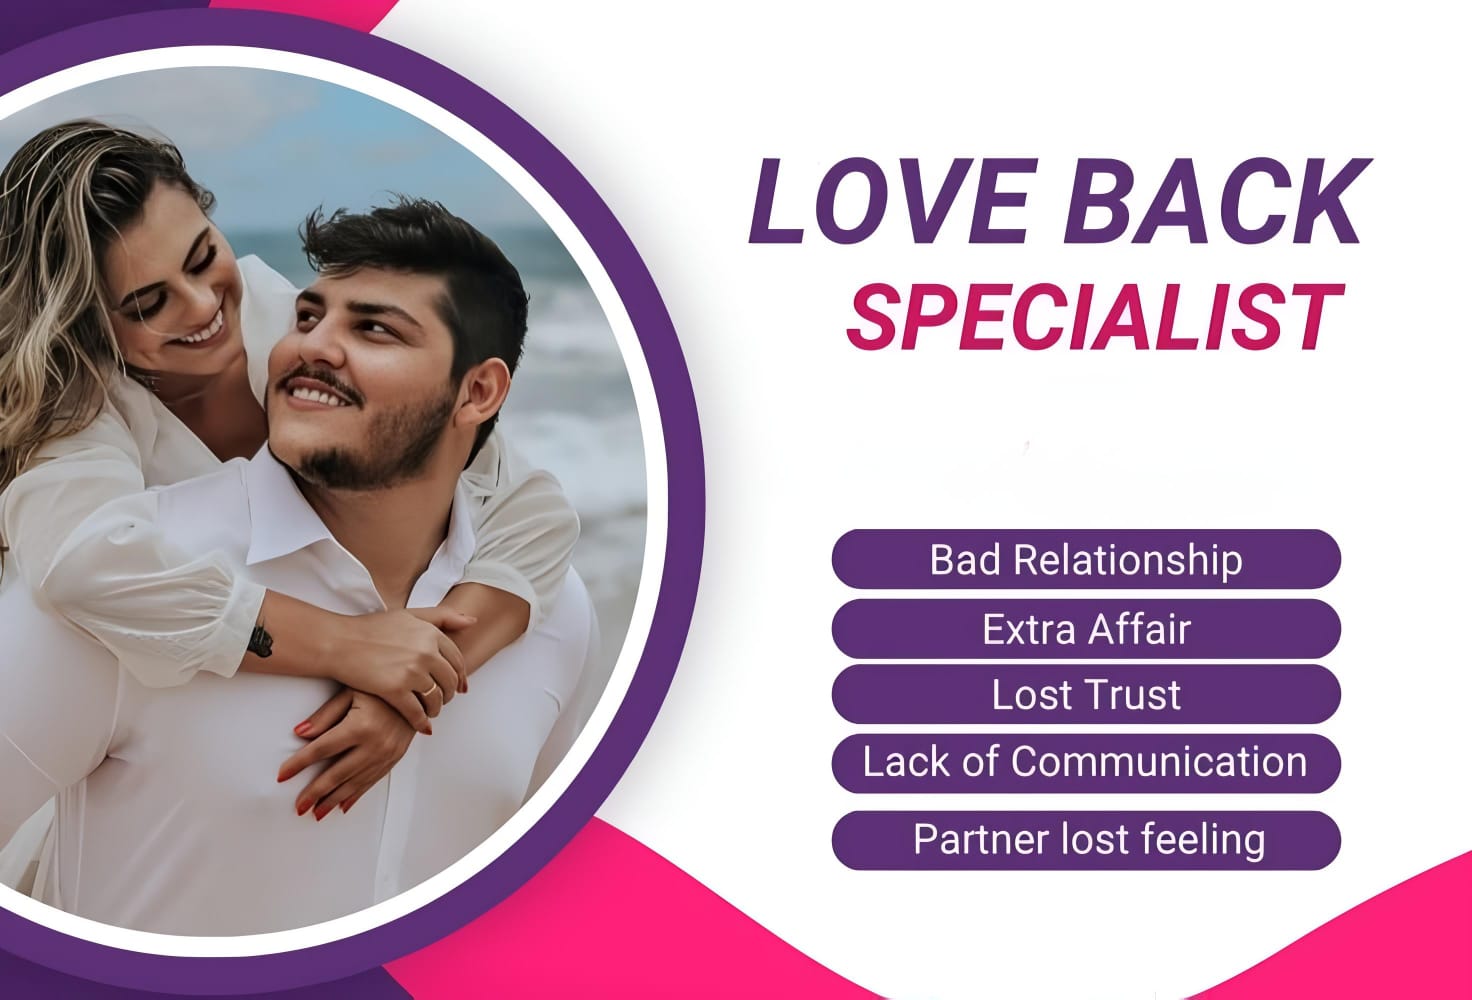 LOVE BACK
SPECIALIST
Bad Relationship
Extra Affair
Lost Trust
Lack of Communication
Partner lost feeling